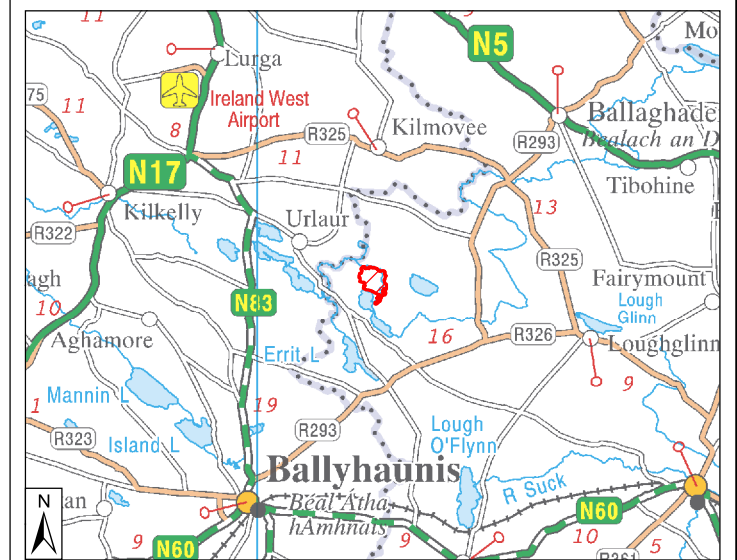 11
Lurga
N5
Mo
75
11
Ireland West
Airport
8
R325
Kilmovee
11
Ballaghade
Bealach an D
R293
N17
Tibohine
Kilkelly
Urlaur
13
R322
R325
agh
Fairymount
10
N83
Lough
Glinn
Aghamore
16
R326
Loughglinn
Errit L
9
Mannin L
1
19
R323
Island L
R293
Lough
O'Flynn
Ballyhaunis
Béal Átha
hAmhnais
R Suck
an
N
N60
9
N60
9
10
5
R361